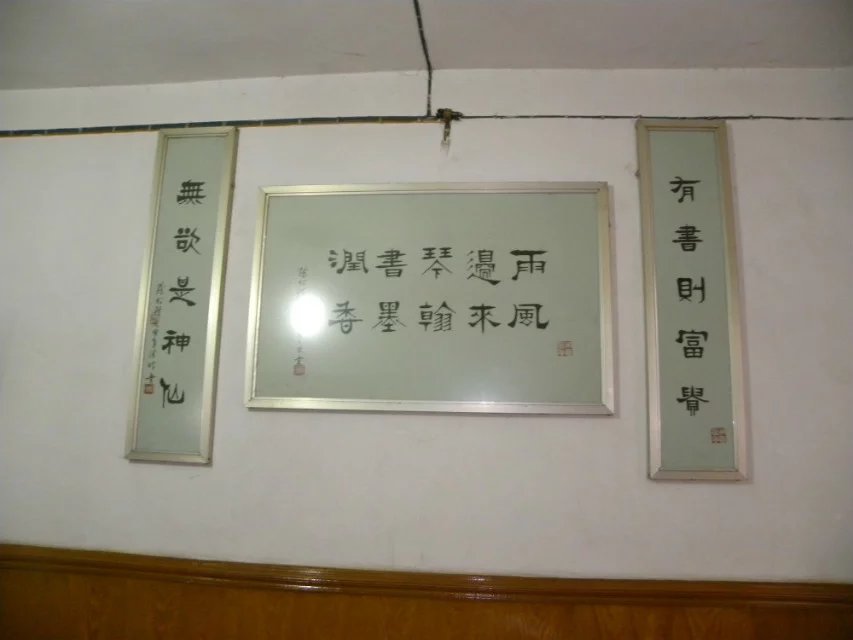 有書則富貴
雨過琴書潤
風來翰墨香
無欲是神仙